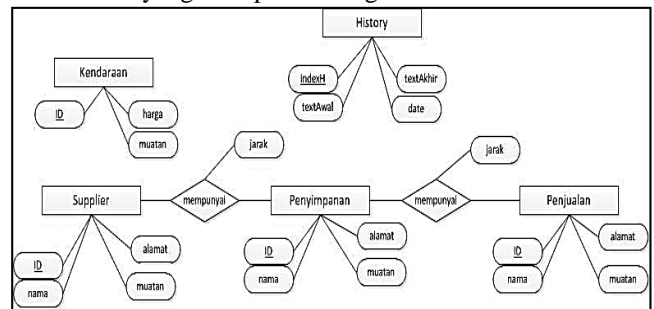 History
Kendaraan
indexH
textAkhir
textAwal
date
ID
harga
muatan
jarak
jarak
Supplier
mempunyai
Penyimpanan
mempunyai
Penjualan
ID
alamat
nama
muatan
ID
alamat
nama
muatan
ID
alamat
nama
muatan